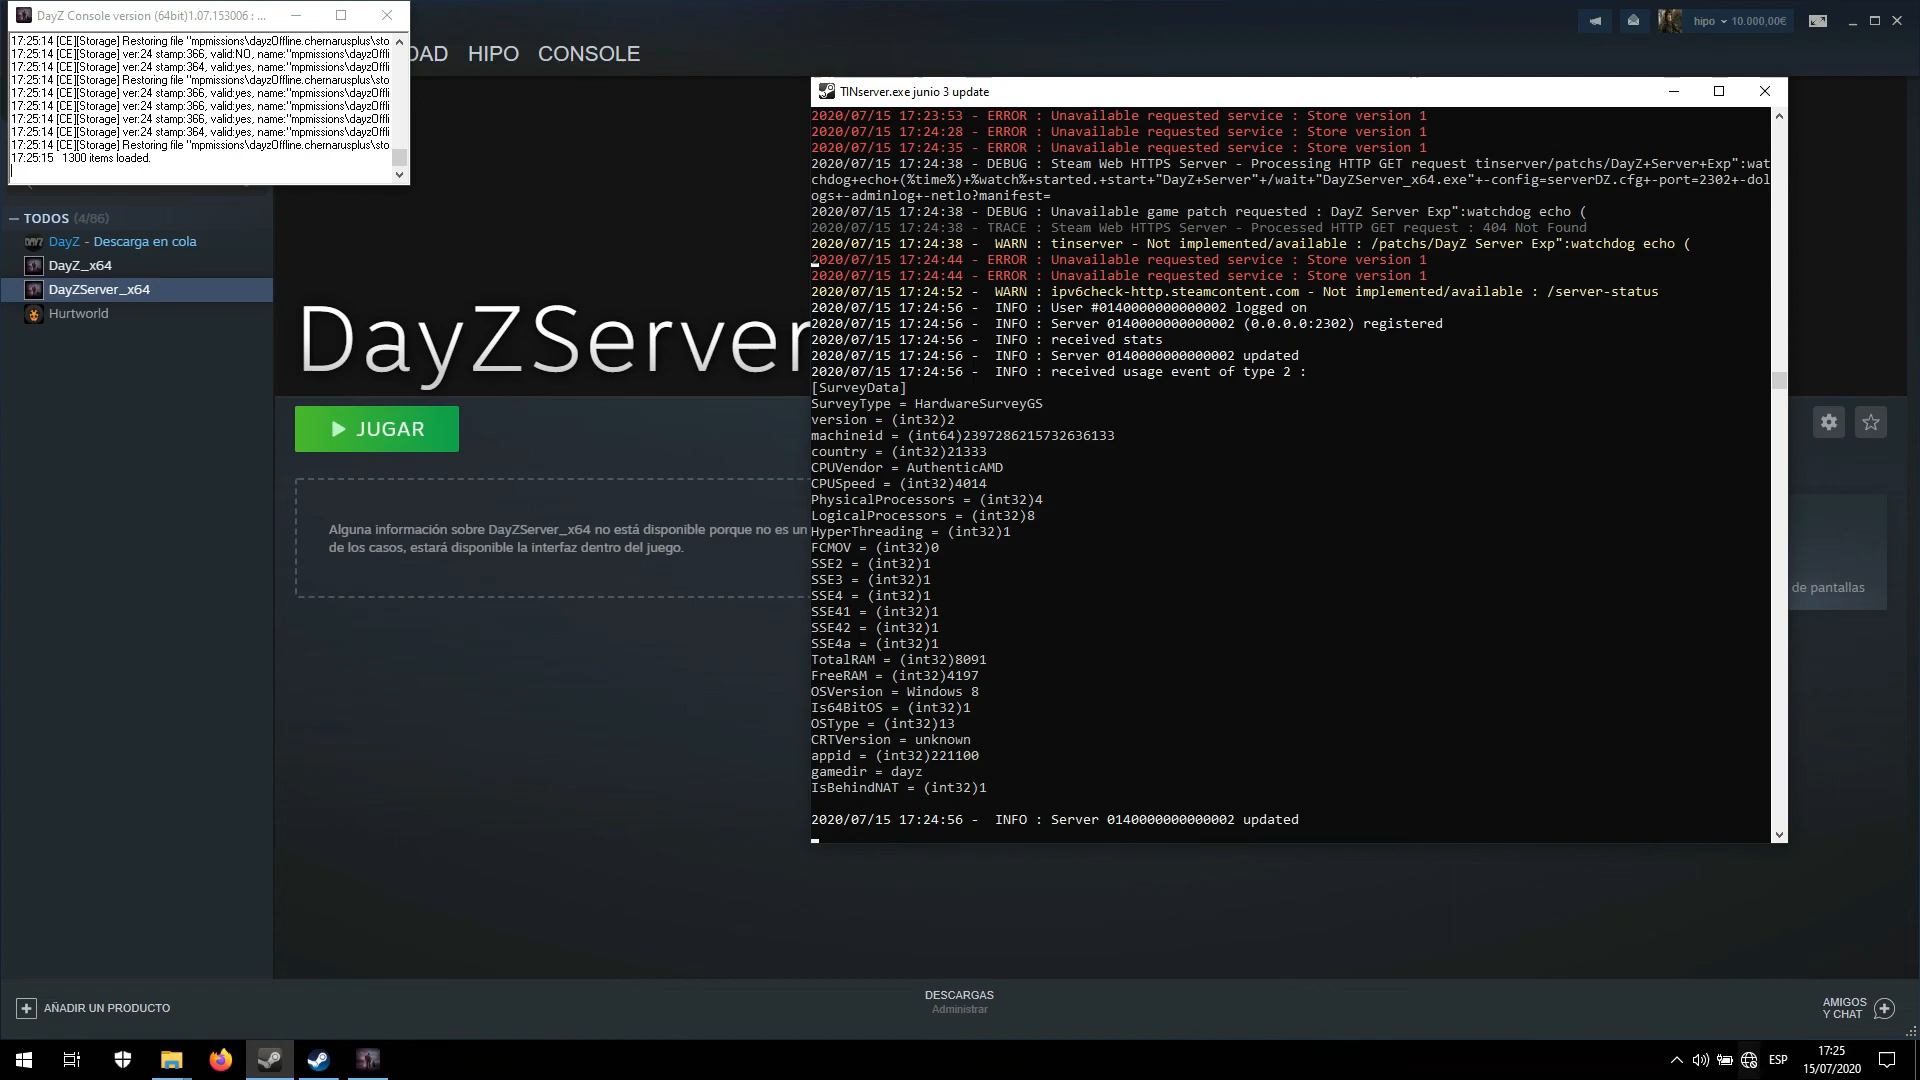 DayZ Console version (64bit)1.07.153006 : ...
17:25:14 [CE][Storage] Restoring file "mpmissions\dayzOffline.chernarusplus\sto
17:25:14 [CE][Storage] ver:24 stamp:366, valid:NO, name:"mpmissions\dayzOffli
17:25:14 [CE][Storage] ver:24 stamp:364, valid:yes, name:"mpmissions\dayzOffli
17:25:14 [CE][Storage] Restoring file "mpmissions\dayzOffline.chernarusplus\sto
17:25:14 [CE][Storage] ver:24 stamp:366, valid:yes, name:"mpmissions\dayzOffli
17:25:14 [CE][Storage] ver:24 stamp:366, valid:yes, name:"mpmissions\dayzOffli
17:25:14 [CE][Storage] ver:24 stamp:366, valid:yes, name:"mpmissions\dayzOffli
17:25:14 [CE][Storage] ver:24 stamp:364, valid:yes, name:"mpmissions\dayzOffli
17:25:14 [CE][Storage] Restoring file "mpmissions\dayzOffline.chernarusplus\sto
17:25:15 1300 items loaded.
DAD HIPO CONSOLE
hipo 10.000,00€
TODOS (4/86)
DayZ - Descarga en cola
DayZ_x64
DayZServer_x64
Hurtworld
DayZServer
JUGAR
Alguna información sobre DayZServer_x64 no está disponible porque no es un
de los casos, estará disponible la interfaz dentro del juego.
TINserver.exe junio 3 update
2020/07/15 17:23:53 - ERROR : Unavailable requested service : Store version 1
2020/07/15 17:24:28 - ERROR : Unavailable requested service : Store version 1
2020/07/15 17:24:35 - ERROR : Unavailable requested service : Store version 1
2020/07/15 17:24:38 - DEBUG : Steam Web HTTPS Server - Processing HTTP GET request tinserver/patchs/DayZ+Server+Exp":wat
chdog+echo+(%time%)+%watch%+started.+start+"DayZ+Server"+/wait+"DayZServer_x64.exe"+-config=serverDZ.cfg+-port=2302+-dol
ogs+-adminlog+-netlo?manifest=
2020/07/15 17:24:38 - DEBUG : Unavailable game patch requested : DayZ Server Exp":watchdog echo (
2020/07/15 17:24:38 - TRACE : Steam Web HTTPS Server - Processed HTTP GET request : 404 Not Found
2020/07/15 17:24:38 - WARN : tinserver - Not implemented/available : /patchs/DayZ Server Exp":watchdog echo (
2020/07/15 17:24:44 - ERROR : Unavailable requested service : Store version 1
2020/07/15 17:24:44 - ERROR : Unavailable requested service : Store version 1
2020/07/15 17:24:52 - WARN : ipv6check-http.steamcontent.com - Not implemented/available : /server-status
2020/07/15 17:24:56 - INFO : User #0140000000000002 logged on
2020/07/15 17:24:56 - INFO : Server 0140000000000002 (0.0.0.0:2302) registered
2020/07/15 17:24:56 - INFO : received stats
2020/07/15 17:24:56 - INFO : Server 0140000000000002 updated
2020/07/15 17:24:56 - INFO : received usage event of type 2 :
[SurveyData]
SurveyType = HardwareSurveyGS
version = (int32)2
machineid = (int64)2397286215732636133
country = (int32)21333
CPUVendor = AuthenticAMD
CPUSpeed = (int32)4014
PhysicalProcessors = (int32)4
LogicalProcessors = (int32)8
HyperThreading = (int32)1
FCMOV = (int32)0
SSE2 = (int32)1
SSE3 = (int32)1
SSE4 = (int32)1
SSE41 = (int32)1
SSE42 = (int32)1
SSE4a = (int32)1
TotalRAM = (int32)8091
FreeRAM = (int32)4197
OSVersion = Windows 8
Is64BitOS = (int32)1
OSType = (int32)13
CRTVersion = unknown
appid = (int32)221100
gamedir = dayz
IsBehindNAT = (int32)1
2020/07/15 17:24:56 - INFO : Server 0140000000000002 updated
de pantallas
AÑADIR UN PRODUCTO
DESCARGAS
Administrar
AMIGOS
Y CHAT
ESP
17:25
15/07/2020